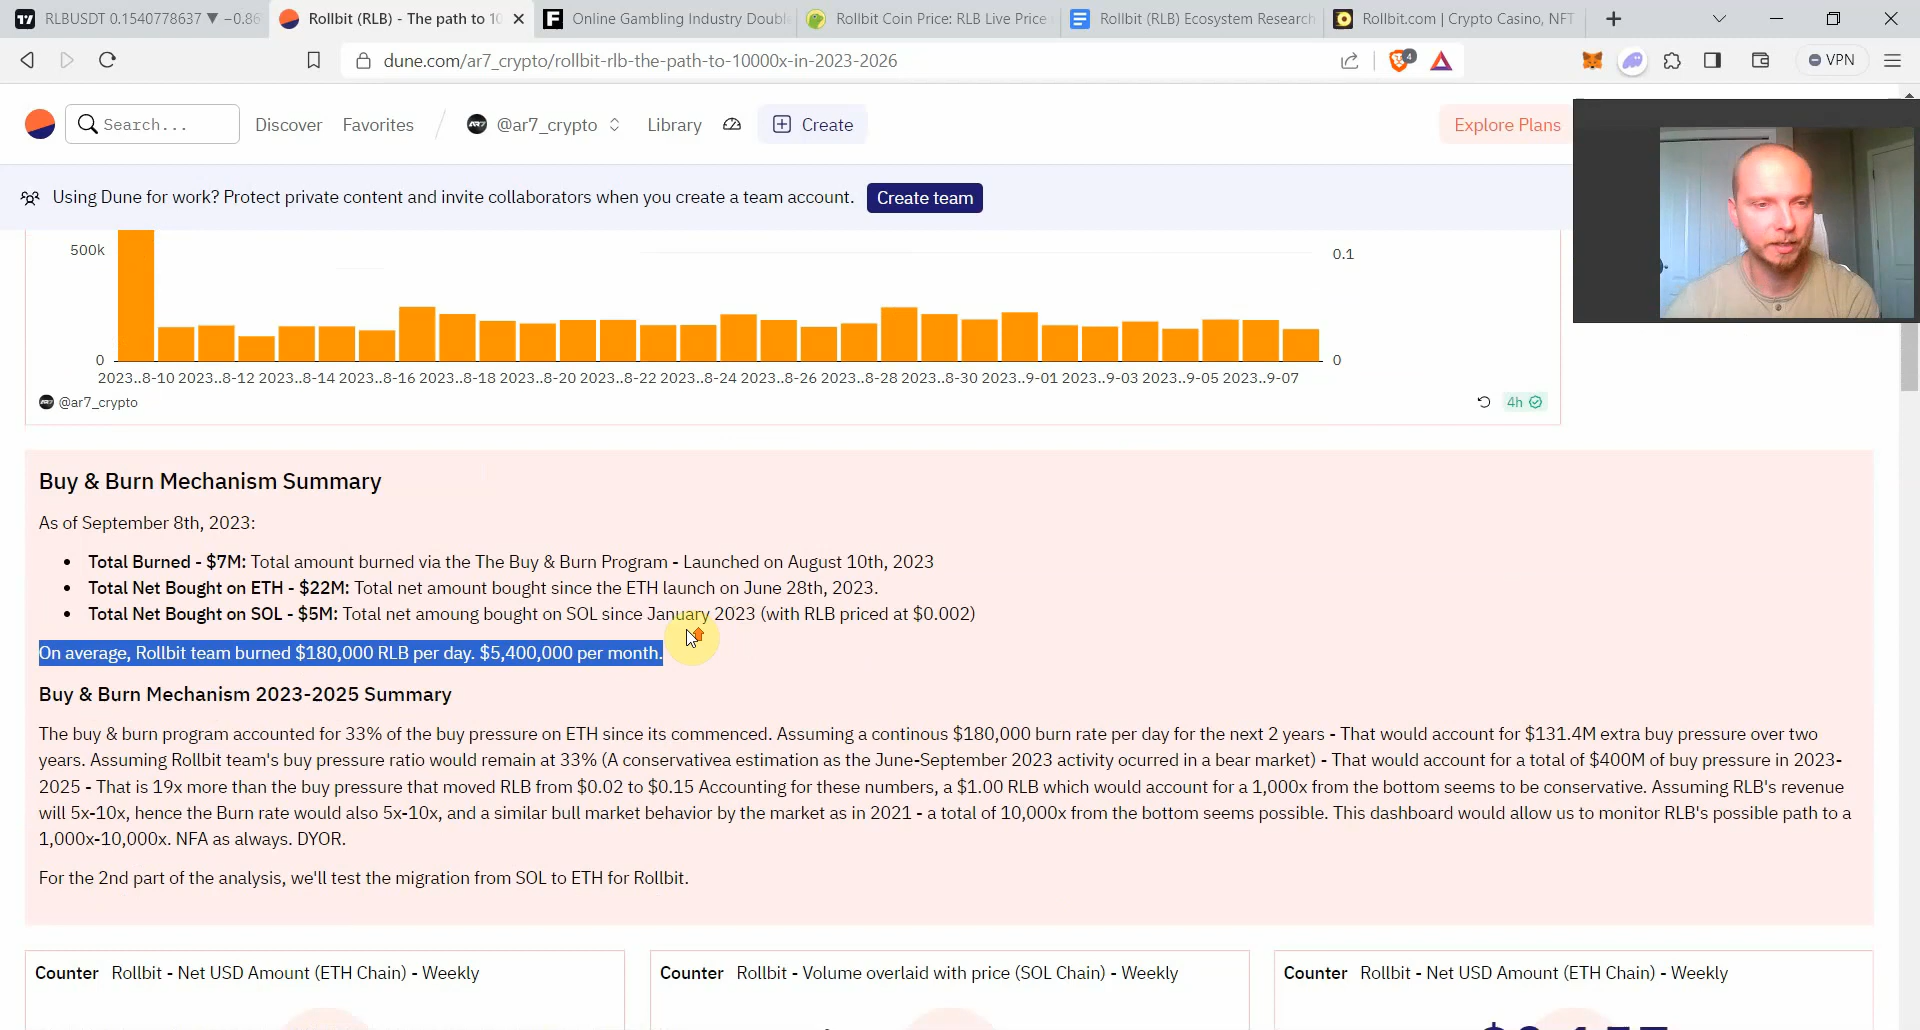 RLBUSDT 0.1540778637 ▼ −0.86
Rollbit (RLB) - The path to 10
Online Gambling Industry Doubl
Rollbit Coin Price: RLB Live Price
Rollbit (RLB) Ecosystem Research
Rollbit.com | Crypto Casino, NFT
dune.com/ar7_crypto/rollbit-rlb-the-path-to-10000x-in-2023-2026
4
VPN
Search...
Discover
Favorites
@ar7_crypto
Library
Create
Explore Plans
Using Dune for work? Protect private content and invite collaborators when you create a team account.
Create team
500k
0.1
0
0
2023..8-10 2023..8-12 2023..8-14 2023..8-16 2023..8-18 2023..8-20 2023..8-22 2023..8-24 2023..8-26 2023..8-28 2023..8-30 2023..9-01 2023..9-03 2023..9-05 2023..9-07
@ar7_crypto
4h
Buy & Burn Mechanism Summary
As of September 8th, 2023:
• Total Burned - $7M: Total amount burned via the The Buy & Burn Program - Launched on August 10th, 2023
• Total Net Bought on ETH - $22M: Total net amount bought since the ETH launch on June 28th, 2023.
• Total Net Bought on SOL - $5M: Total net amoung bought on SOL since January 2023 (with RLB priced at $0.002)
On average, Rollbit team burned $180,000 RLB per day. $5,400,000 per month.
Buy & Burn Mechanism 2023-2025 Summary
The buy & burn program accounted for 33% of the buy pressure on ETH since its commenced. Assuming a continous $180,000 burn rate per day for the next 2 years - That would account for $131.4M extra buy pressure over two
years. Assuming Rollbit team's buy pressure ratio would remain at 33% (A conservativea estimation as the June-September 2023 activity ocurred in a bear market) - That would account for a total of $400M of buy pressure in 2023-
2025 - That is 19x more than the buy pressure that moved RLB from $0.02 to $0.15 Accounting for these numbers, a $1.00 RLB which would account for a 1,000x from the bottom seems to be conservative. Assuming RLB's revenue
will 5x-10x, hence the Burn rate would also 5x-10x, and a similar bull market behavior by the market as in 2021 - a total of 10,000x from the bottom seems possible. This dashboard would allow us to monitor RLB's possible path to a
1,000x-10,000x. NFA as always. DYOR.
For the 2nd part of the analysis, we'll test the migration from SOL to ETH for Rollbit.
Counter Rollbit - Net USD Amount (ETH Chain) - Weekly
Counter Rollbit - Volume overlaid with price (SOL Chain) - Weekly
Counter Rollbit - Net USD Amount (ETH Chain) - Weekly